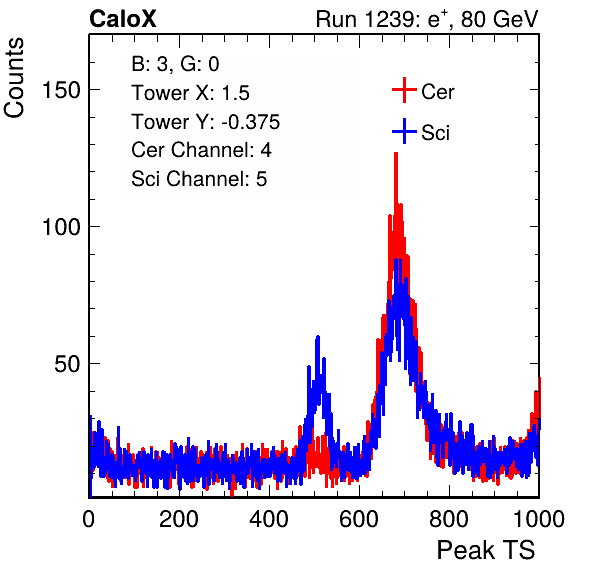 CaloX Run 1239: e⁺, 80 GeV
B: 3, G: 0
Tower X: 1.5
Tower Y: -0.375
Cer Channel: 4
Sci Channel: 5
Cer
Sci
Counts
150
100
50
0 200 400 600 800 1000
Peak TS